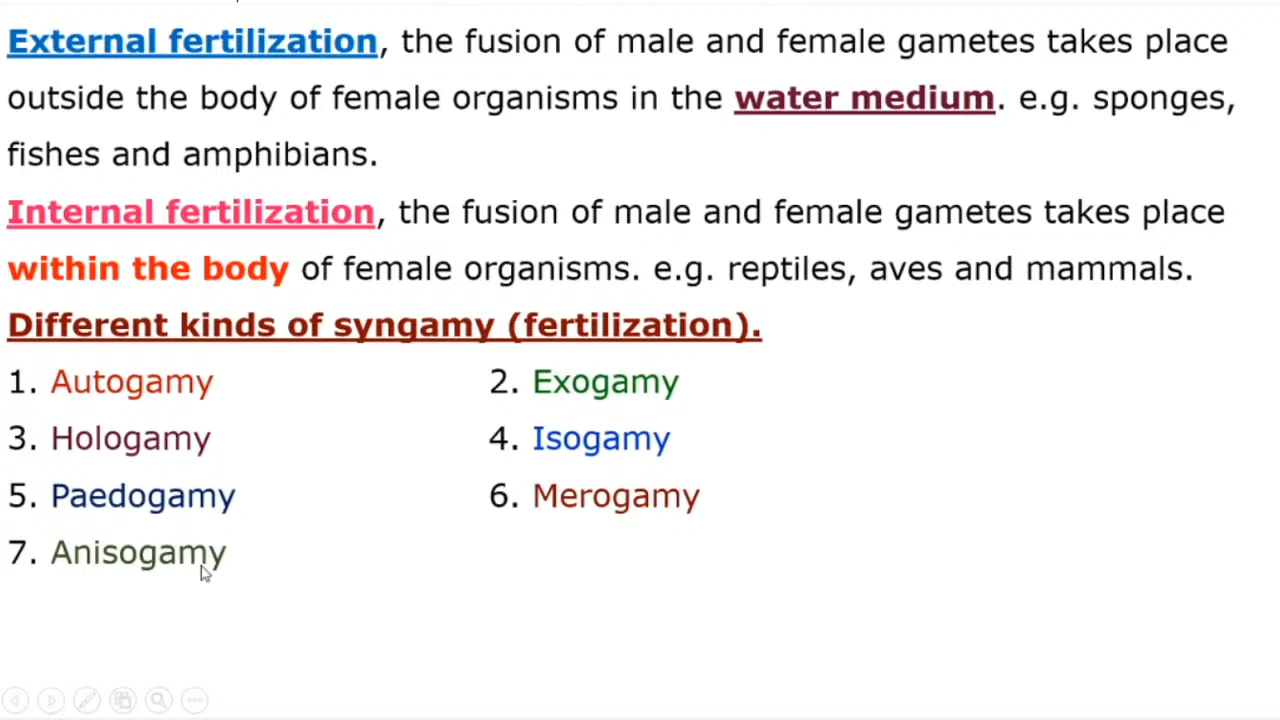 External fertilization, the fusion of male and female gametes takes place
outside the body of female organisms in the water medium. e.g. sponges,
fishes and amphibians.
Internal fertilization, the fusion of male and female gametes takes place
within the body of female organisms. e.g. reptiles, aves and mammals.
Different kinds of syngamy (fertilization).
1. Autogamy 2. Exogamy
3. Hologamy 4. Isogamy
5. Paedogamy 6. Merogamy
7. Anisogamy